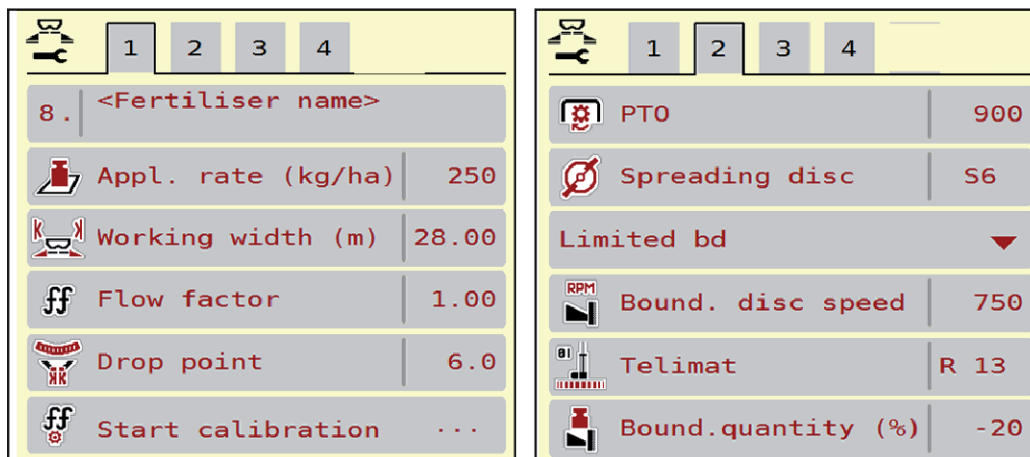 1 2 3 4
8. <Fertiliser name>
Appl. rate (kg/ha) 250
Working width (m) 28.00
ff Flow factor 1.00
Drop point 6.0
ff Start calibration ...
1 2 3 4
PTO 900
Spreading disc S6
Limited bd
RPM Bound. disc speed 750
Telimat R 13
Bound.quantity (%) -20